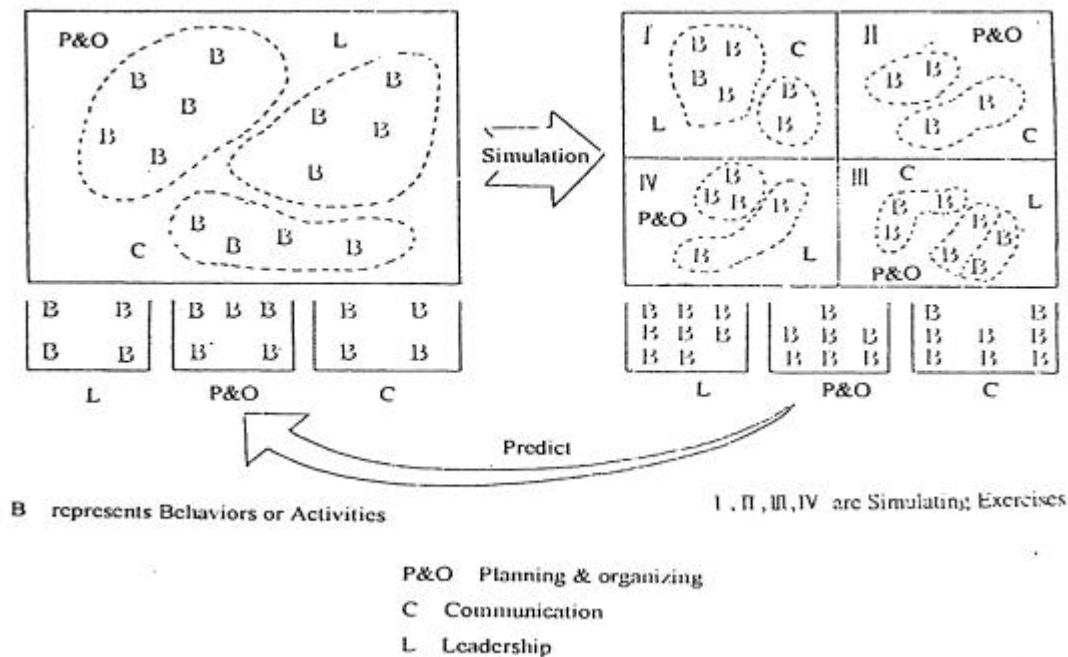 P&O L
B
B B
B B
B B
B
B
C
B B
B B
Simulation
I
B B
C
B B
B
B
L
II P&O
B B
B
B
C
IV
B
B B B
P&O
B
L
III C
L
B B
B
B B
B
P&O B
B B
B B
L
B B B
B B
P&O
B B
B B
C
B B B
B B B
B B
L
B
B B B
B B B
P&O
B B
B B B
B B B
C
Predict
B represents Behaviors or Activities
I , II , III, IV are Simulating Exercises
P&O Planning & organizing
C Communication
L Leadership